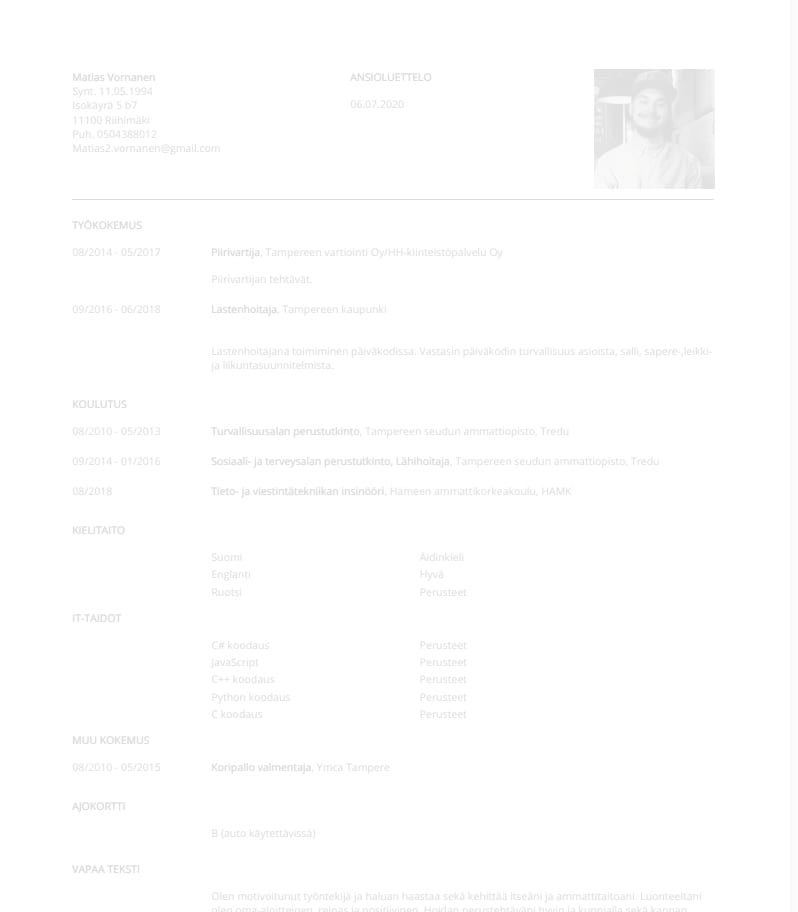 Matias Vornanen
Synt. 11.05.1994
Isokäyrä 5 b7
11100 Riihimäki
Puh. 0504388012
Matias2.vornanen@gmail.com
ANSIOLUETTELO
06.07.2020
TYÖKOKEMUS
08/2014 - 05/2017 Piirivartija, Tampereen vartiointi Oy/HH-kiinteistöpalvelu Oy
Piirivartijan tehtävät.
09/2016 - 06/2018 Lastenhoitaja, Tampereen kaupunki
Lastenhoitajana toimiminen päiväkodissa. Vastasin päiväkodin turvallisuus asioista, salli, sapere-,leikki-
ja liikuntasuunnitelmista.
KOULUTUS
08/2010 - 05/2013 Turvallisuusalan perustutkinto, Tampereen seudun ammattiopisto, Tredu
09/2014 - 01/2016 Sosiaali- ja terveysalan perustutkinto, Lähihoitaja, Tampereen seudun ammattiopisto, Tredu
08/2018 Tieto- ja viestintätekniikan insinööri, Hämeen ammattikorkeakoulu, HAMK
KIELITAITO
Suomi Äidinkieli
Englanti Hyvä
Ruotsi Perusteet
IT-TAIDOT
C# koodaus Perusteet
JavaScript Perusteet
C++ koodaus Perusteet
Python koodaus Perusteet
C koodaus Perusteet
MUU KOKEMUS
08/2010 - 05/2015 Koripallo valmentaja, Ymca Tampere
AJOKORTTI
B (auto käytettävissä)
VAPAA TEKSTI
Olen motivoitunut työntekijä ja haluan haastaa sekä kehittää itseäni ja ammattitaitoani. Luonteeltani
olen oma-aloitteinen, reipas ja positiivinen. Hoidan perustehtäväni hyvin ja kunnialla sekä kannan